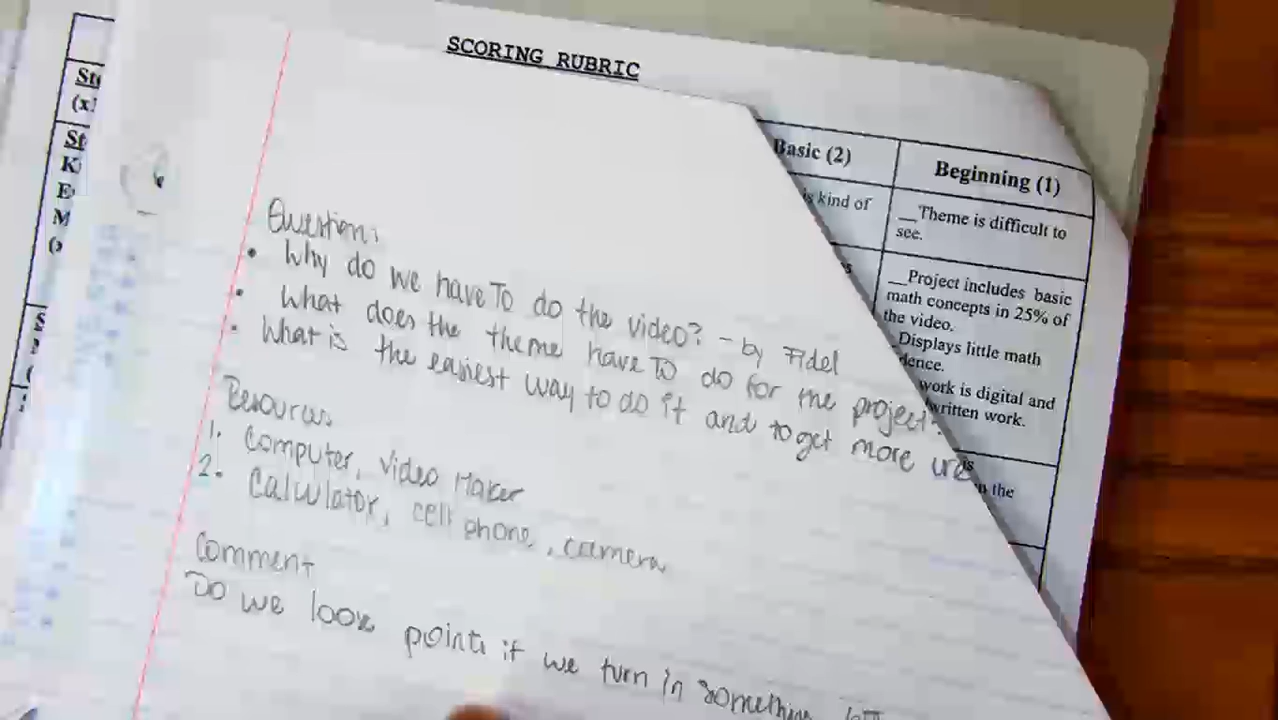 SCORING RUBRIC
Basic (2)
Beginning (1)
is kind of
__Theme is difficult to
see.
__Project includes basic
math concepts in 25% of
the video.
Displays little math
work is digital and
written work.
the
K
E
M
Question:
• Why do we have To do the video? - by Fidel
• What does the theme have To do for the project?
• What is the easiest way to do it and to get more
Resources
1. Computer, Video Maker
2. Calculator, cell phone, camera
Comment
Do we loose points if we turn in something